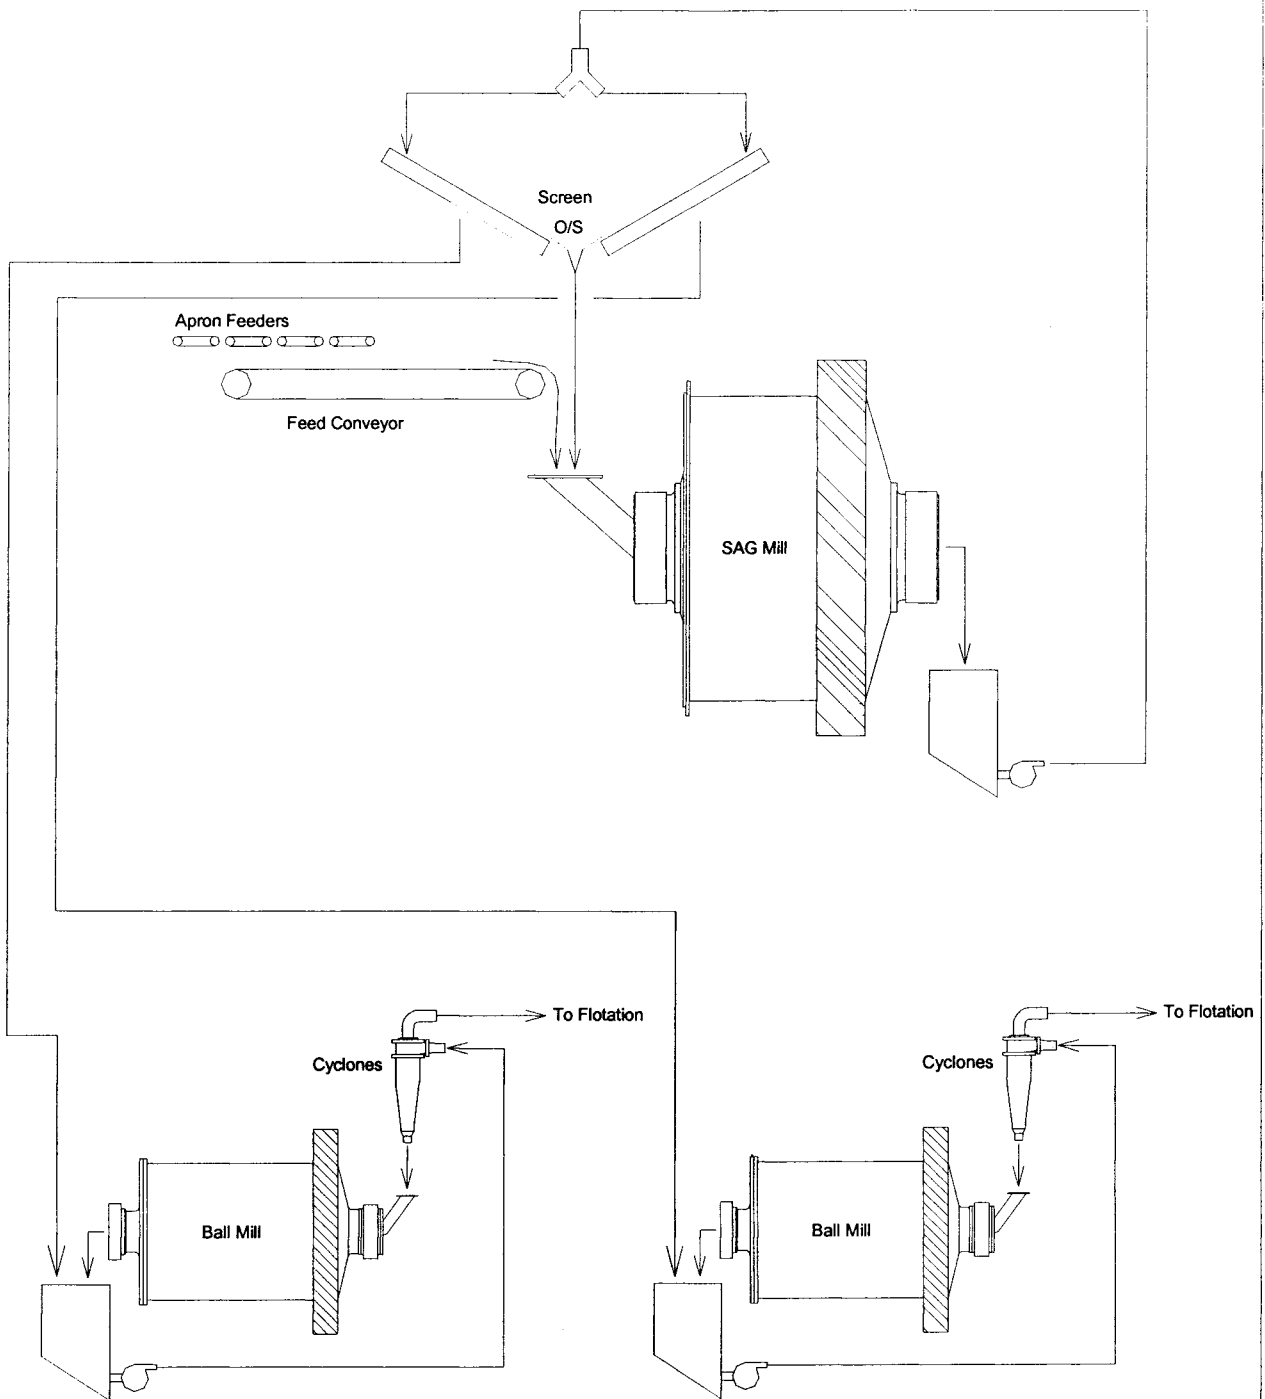 Screen
O/S
Apron Feeders
Feed Conveyor
SAG Mill
To Flotation
To Flotation
Cyclones
Cyclones
Ball Mill
Ball Mill